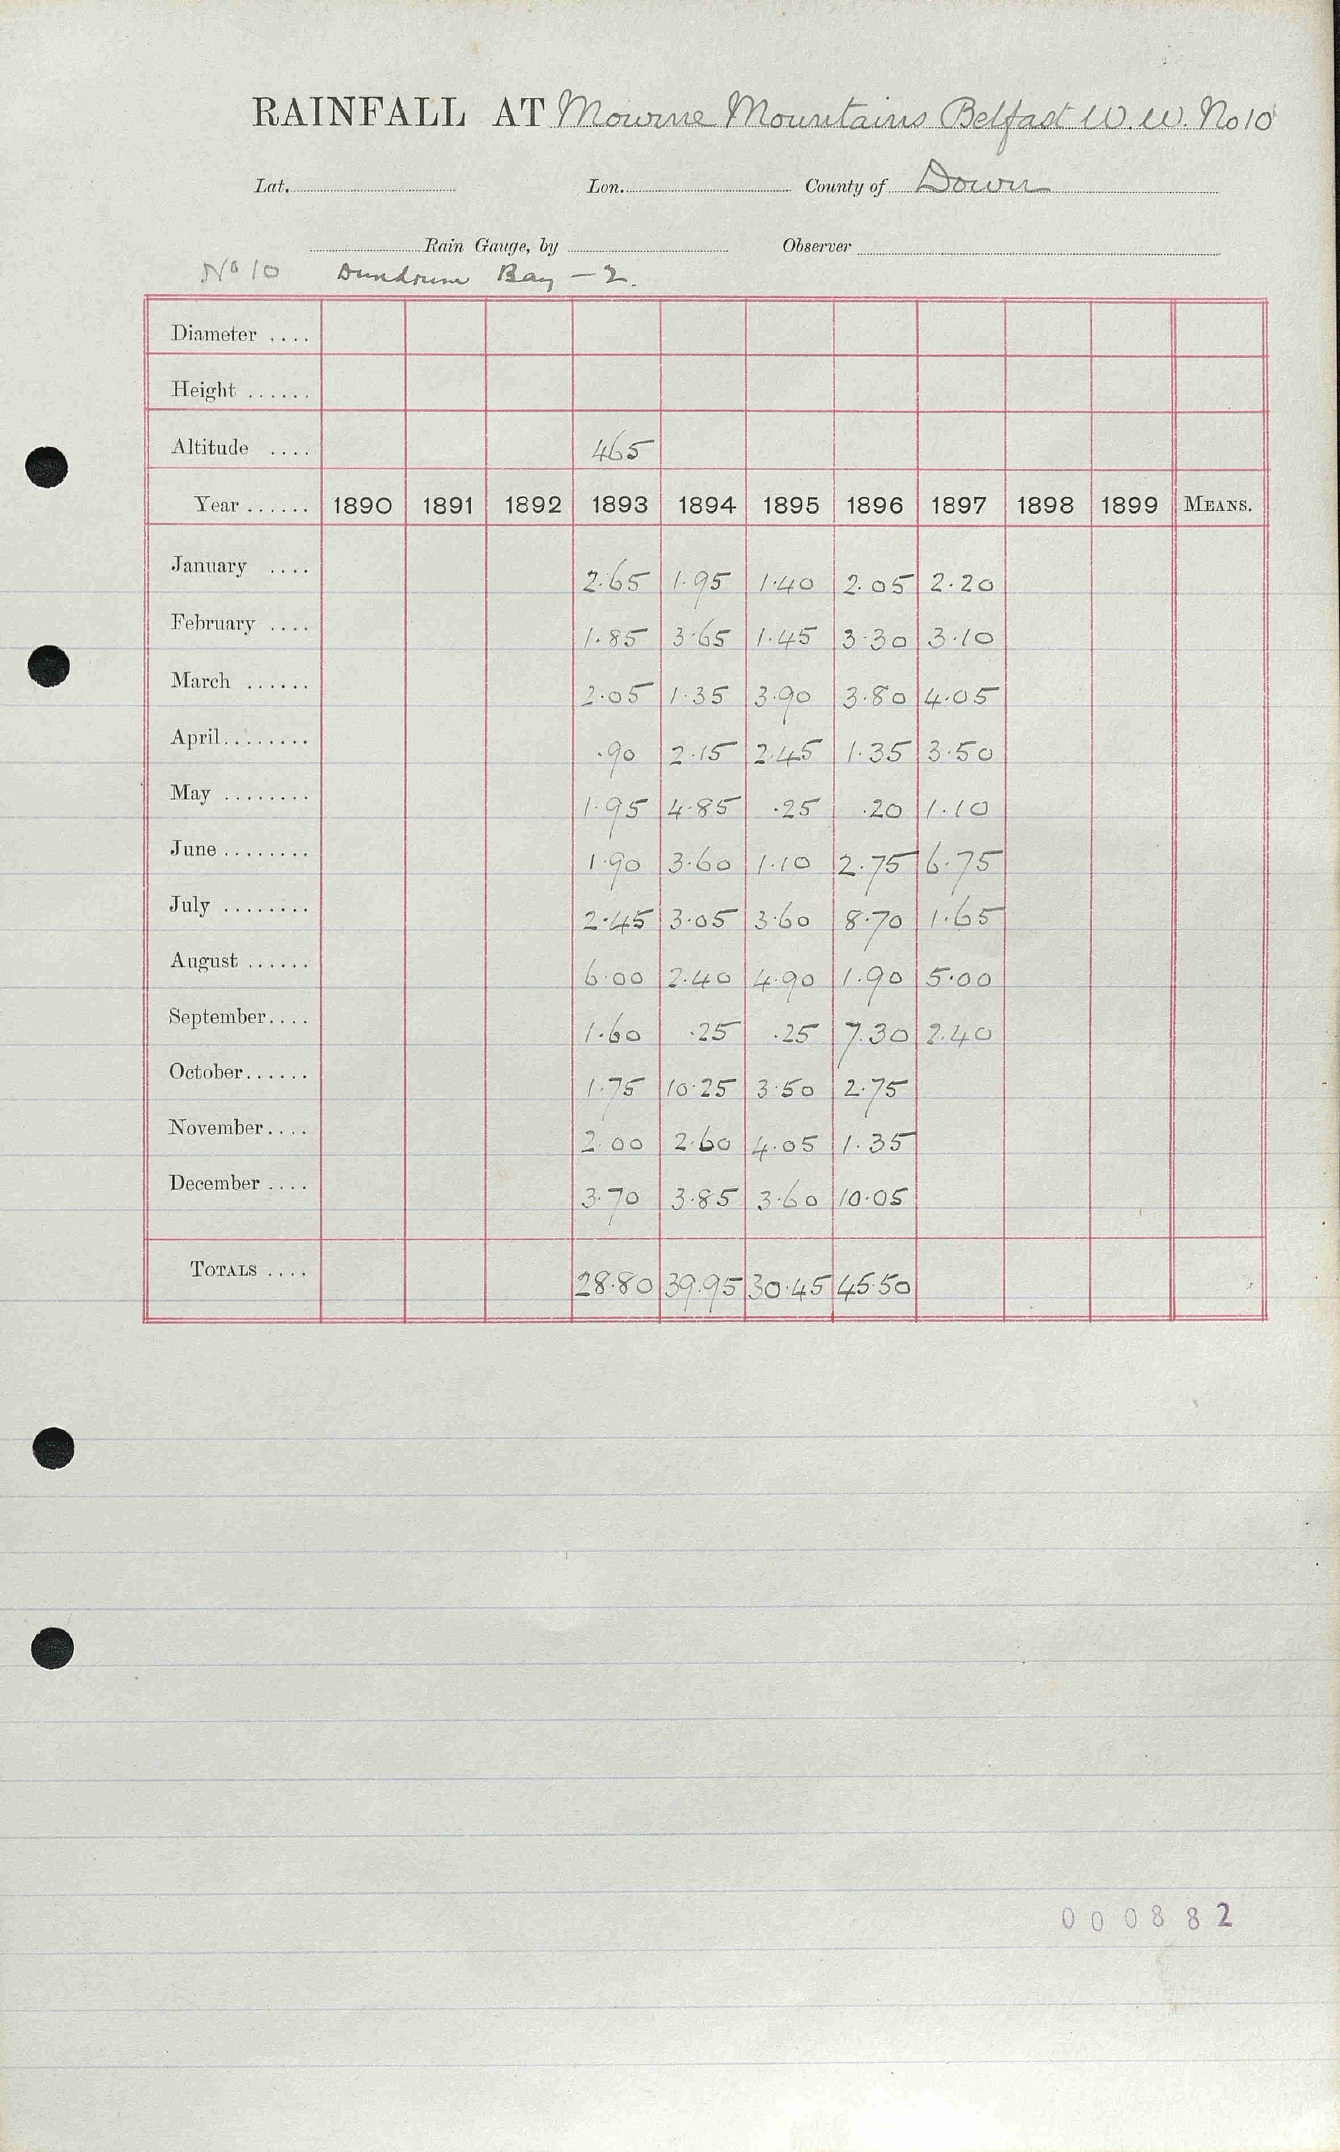 RAINFALL AT Mourne Mountains Belfast W.W. No 10
Lat. Lon. County of Down
Rain Gauge, by Observer
No 10 Dundrum Bay - 2.
Diameter ....
Height ......
Altitude .... 465
Year ...... 1890 1891 1892 1893 1894 1895 1896 1897 1898 1899 MEANS.
January .... 2.65 1.95 1.40 2.05 2.20
February .... 1.85 3.65 1.45 3.30 3.10
March ...... 2.05 1.35 3.90 3.80 4.05
April........ .90 2.15 2.45 1.35 3.50
May ........ 1.95 4.85 .25 .20 1.10
June ........ 1.90 3.60 1.10 2.75 6.75
July ........ 2.45 3.05 3.60 8.70 1.65
August ...... 6.00 2.40 4.90 1.90 5.00
September.... 1.60 .25 .25 7.30 2.40
October...... 1.75 10.25 3.50 2.75
November.... 2.00 2.60 4.05 1.35
December .... 3.70 3.85 3.60 10.05
TOTALS .... 28.80 39.95 30.45 45.50
000882